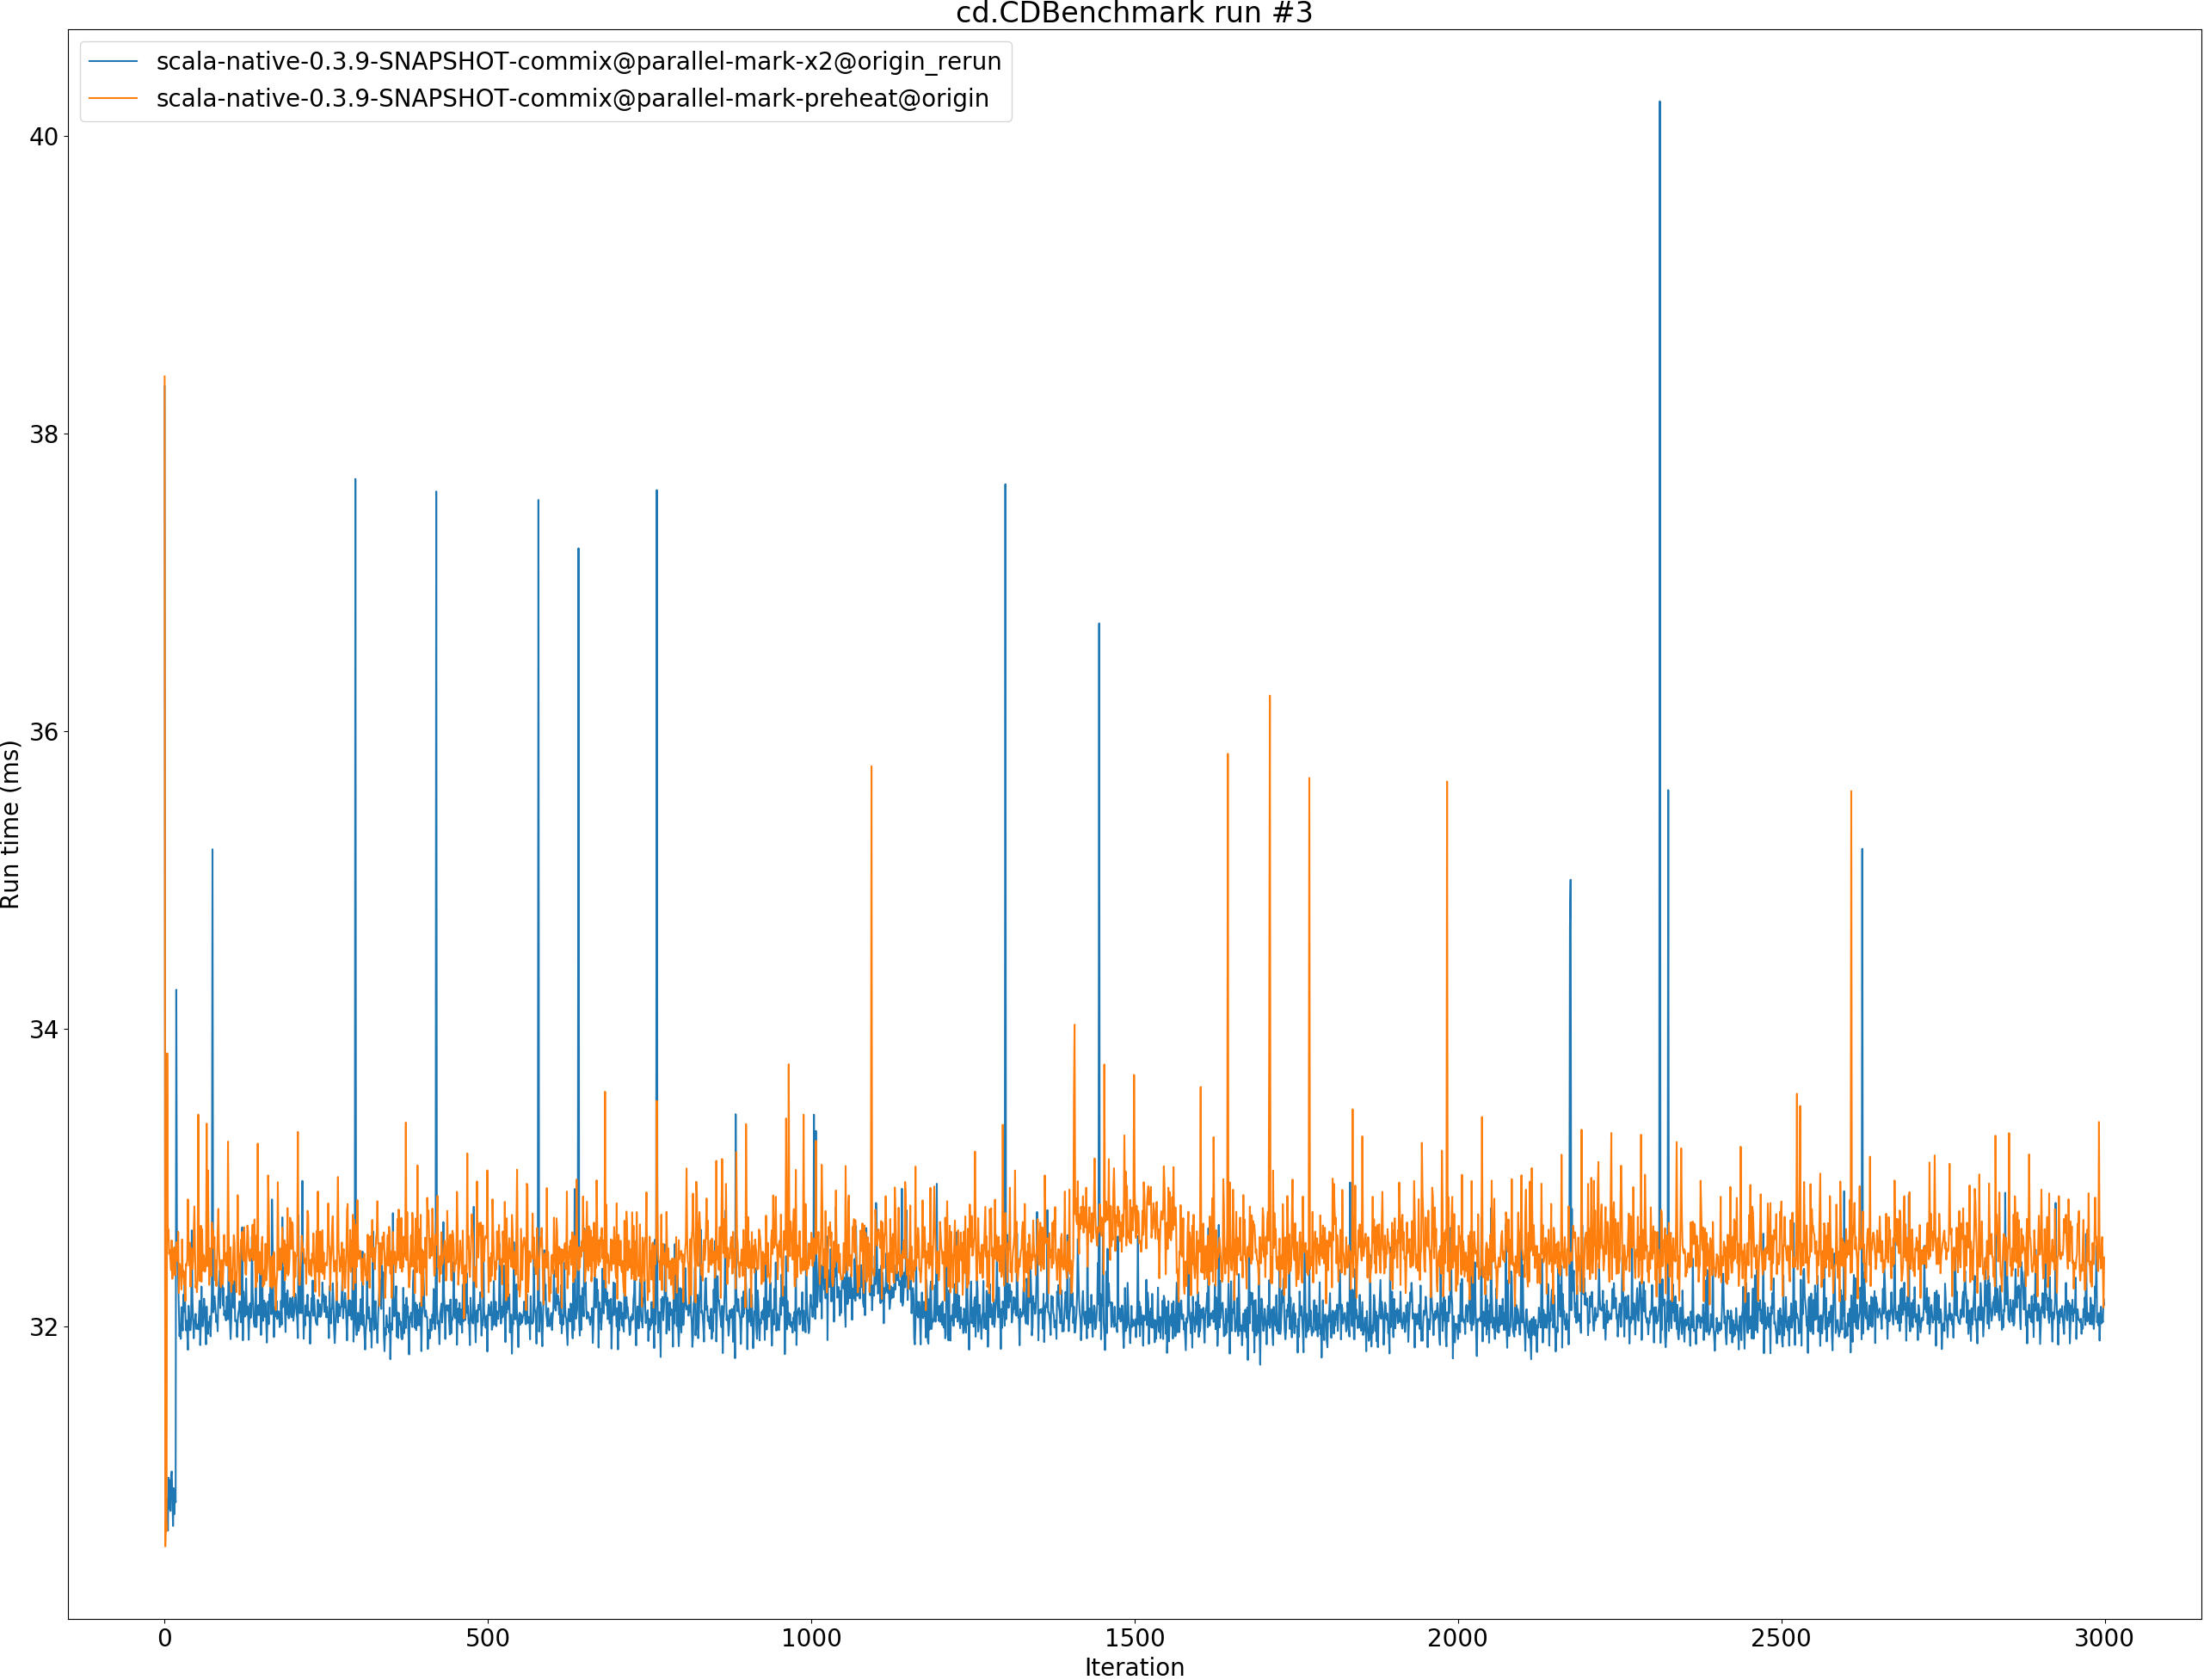 cd.CDBenchmark run #3
scala-native-0.3.9-SNAPSHOT-commix@parallel-mark-x2@origin_rerun
scala-native-0.3.9-SNAPSHOT-commix@parallel-mark-preheat@origin
40
38
36
34
32
Run time (ms)
0 500 1000 1500 2000 2500 3000
Iteration